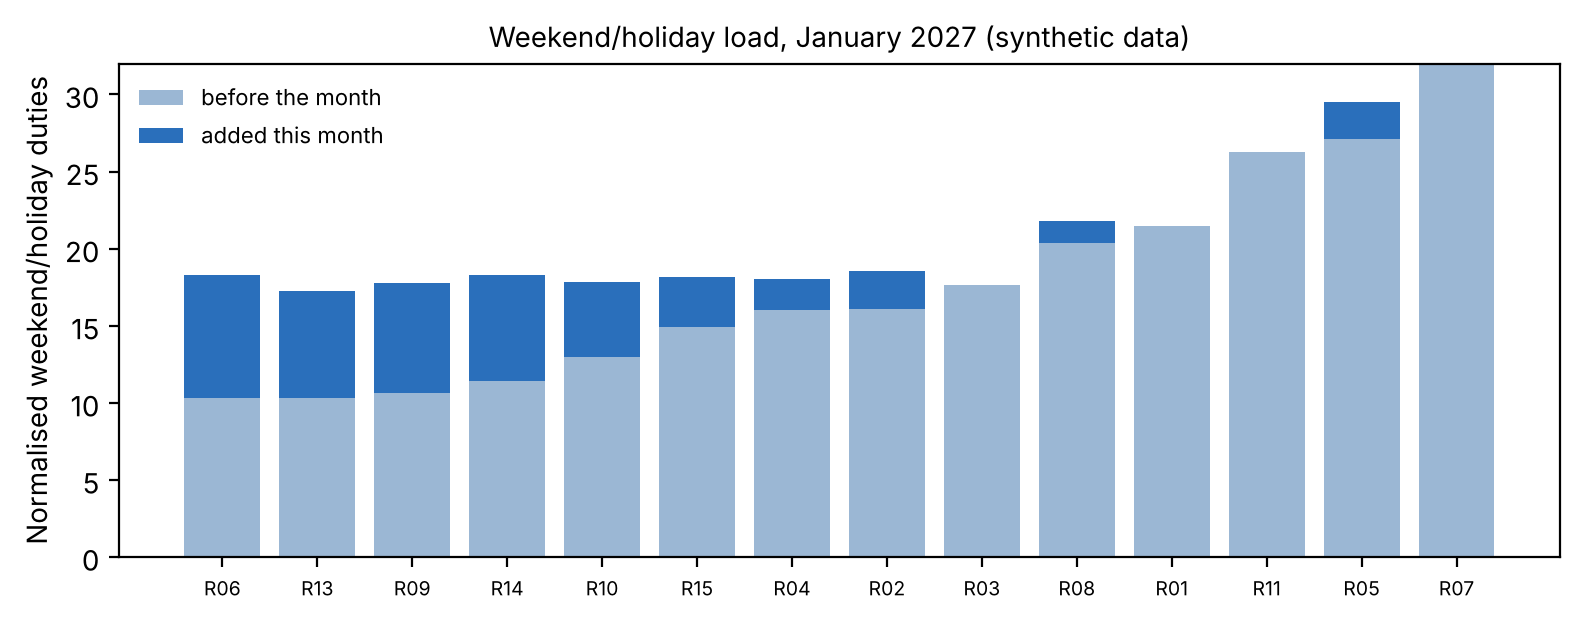 Weekend/holiday load, January 2027 (synthetic data)
Normalised weekend/holiday duties
30
25
20
15
10
5
0
before the month
added this month
R06 R13 R09 R14 R10 R15 R04 R02 R03 R08 R01 R11 R05 R07